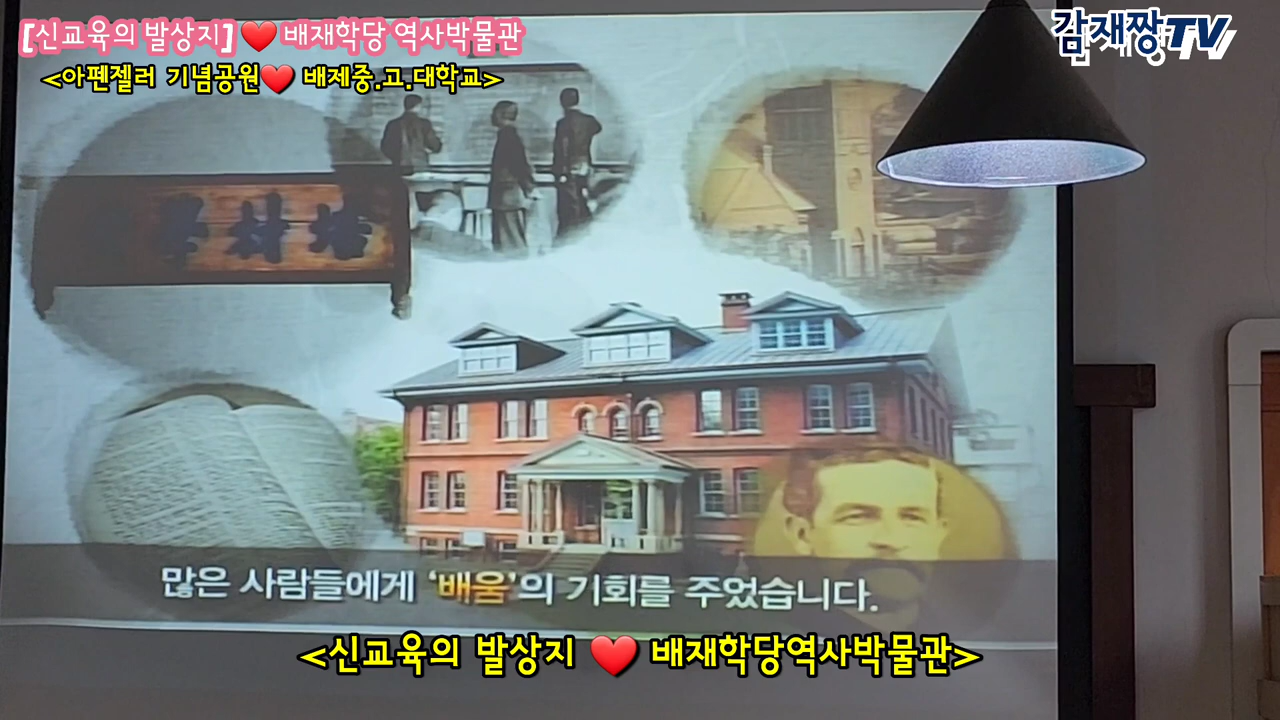 [신교육의 발상지]❤️배재학당 역사박물관
<아펜젤러 기념공원❤️ 배제중.고.대학교>
감재짱TV
많은 사람들에게 ‘배움’의 기회를 주었습니다.
<신교육의 발상지 ❤️ 배재학당역사박물관>